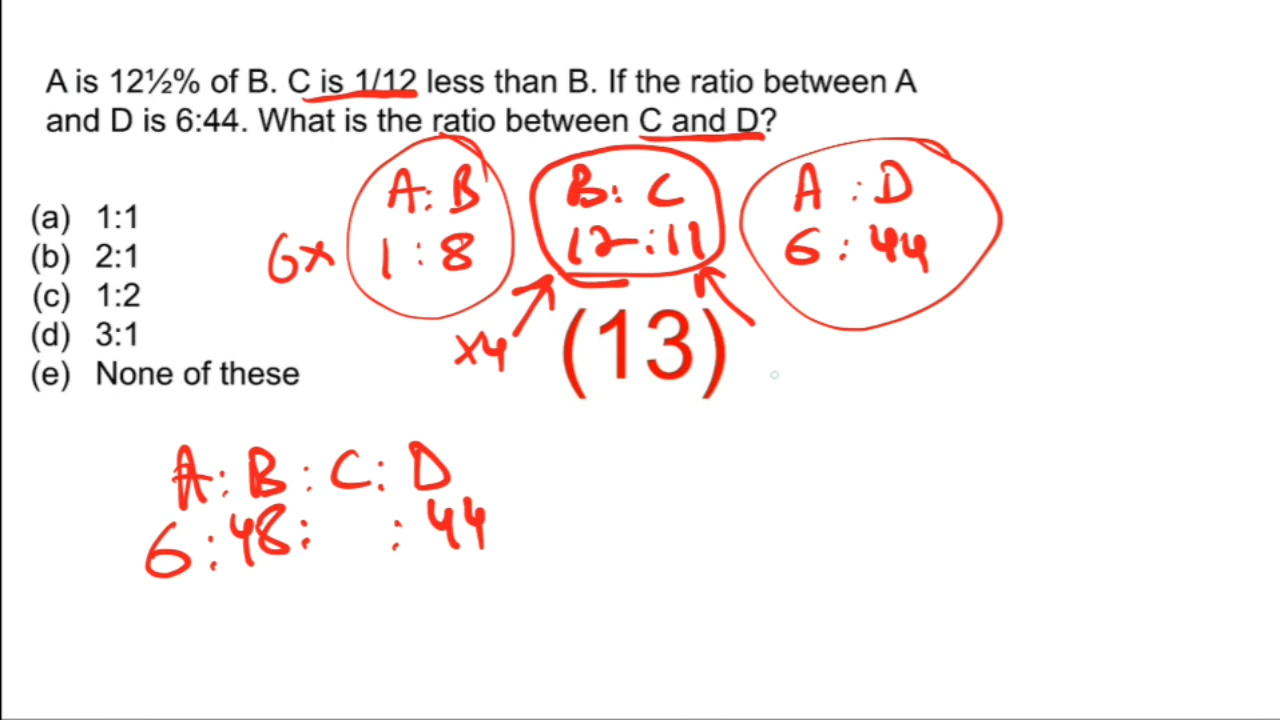 A is 12½% of B. C is 1/12 less than B. If the ratio between A
and D is 6:44. What is the ratio between C and D?
A : B
B : C
A : D
(a) 1:1
6x
1 : 8
12 : 11
6 : 44
(b) 2:1
(c) 1:2
(d) 3:1
x4
(13)
(e) None of these
A : B : C : D
6 : 48 : : 44